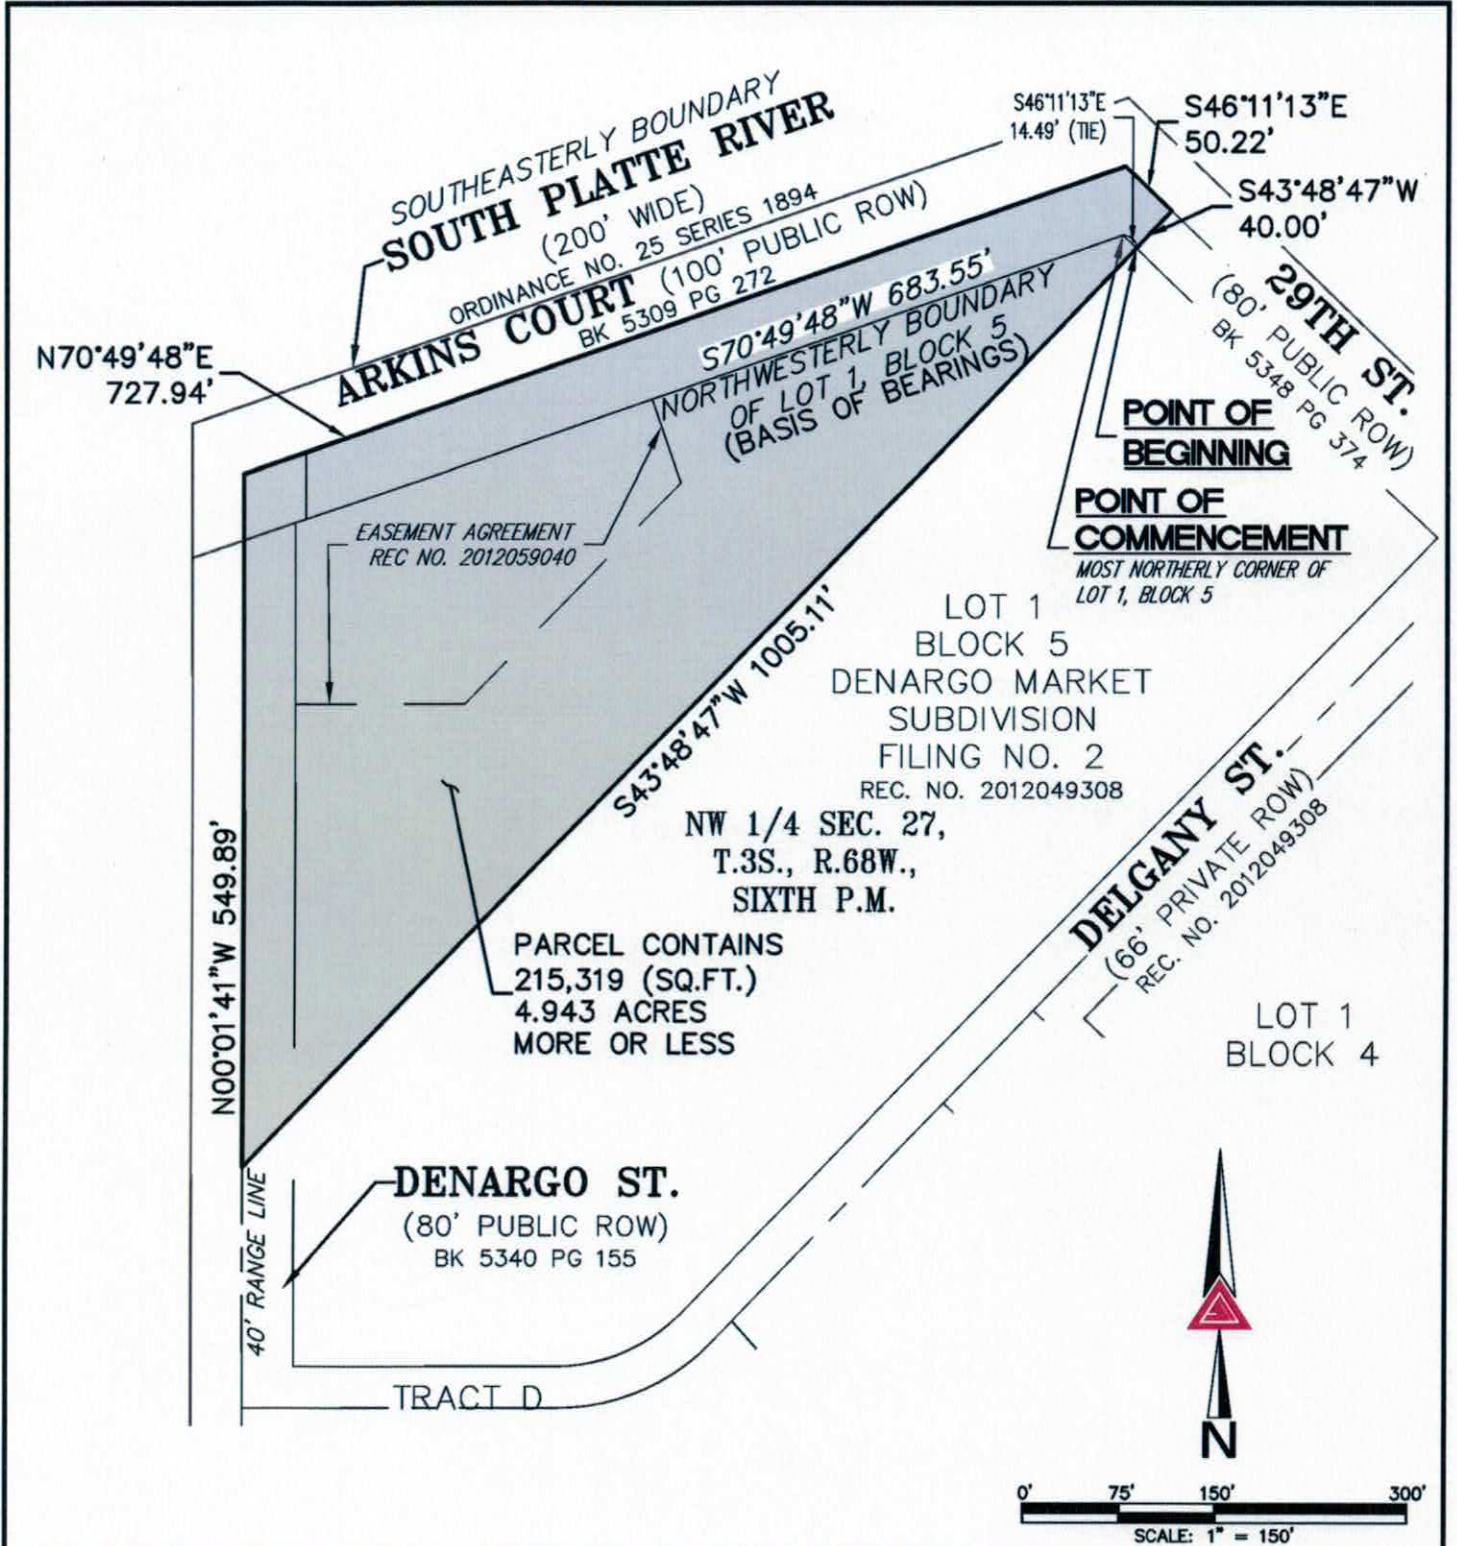 SOUTHEASTERLY BOUNDARY
SOUTH PLATTE RIVER
(200' WIDE)
ORDINANCE NO. 25 SERIES 1894
ARKINS COURT (100' PUBLIC ROW)
BK 5309 PG 272
S46°11'13"E
14.49' (TIE)
S46°11'13"E
50.22'
S43°48'47"W
40.00'
N70°49'48"E
727.94'
S70°49'48"W 683.55'
NORTHWESTERLY BOUNDARY
OF LOT 1, BLOCK 5
(BASIS OF BEARINGS)
29TH ST.
(80' PUBLIC ROW)
BK 5348 PG 374
POINT OF
BEGINNING
POINT OF
COMMENCEMENT
MOST NORTHERLY CORNER OF
LOT 1, BLOCK 5
EASEMENT AGREEMENT
REC NO. 2012059040
LOT 1
BLOCK 5
DENARGO MARKET
SUBDIVISION
FILING NO. 2
REC. NO. 2012049308
S43°48'47"W 1005.11'
NW 1/4 SEC. 27,
T.3S., R.68W.,
SIXTH P.M.
N00°01'41"W 549.89'
PARCEL CONTAINS
215,319 (SQ.FT.)
4.943 ACRES
MORE OR LESS
DELGANY ST.
(66' PRIVATE ROW)
REC. NO. 2012049308
LOT 1
BLOCK 4
40' RANGE LINE
DENARGO ST.
(80' PUBLIC ROW)
BK 5340 PG 155
TRACT D
N
0' 75' 150' 300'
SCALE: 1" = 150'